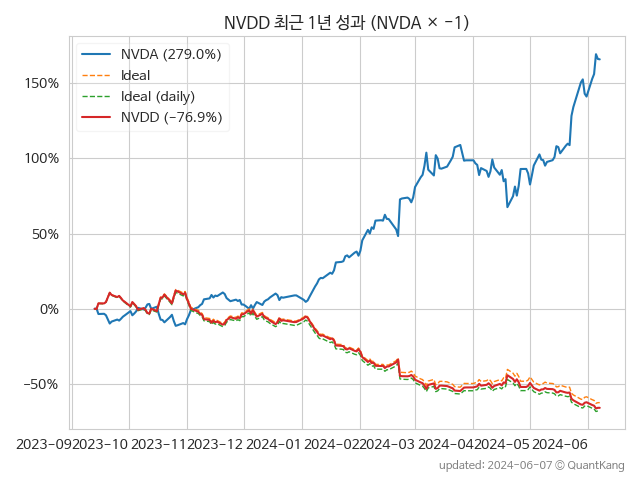 NVDD 최근 1년 성과 (NVDA × −1)
NVDA (279.0%)
Ideal
Ideal (daily)
NVDD (−76.9%)
150%
100%
50%
0%
−50%
2023-09 2023-10 2023-11 2023-12 2024-01 2024-02 2024-03 2024-04 2024-05 2024-06
updated: 2024-06-07 © QuantKang